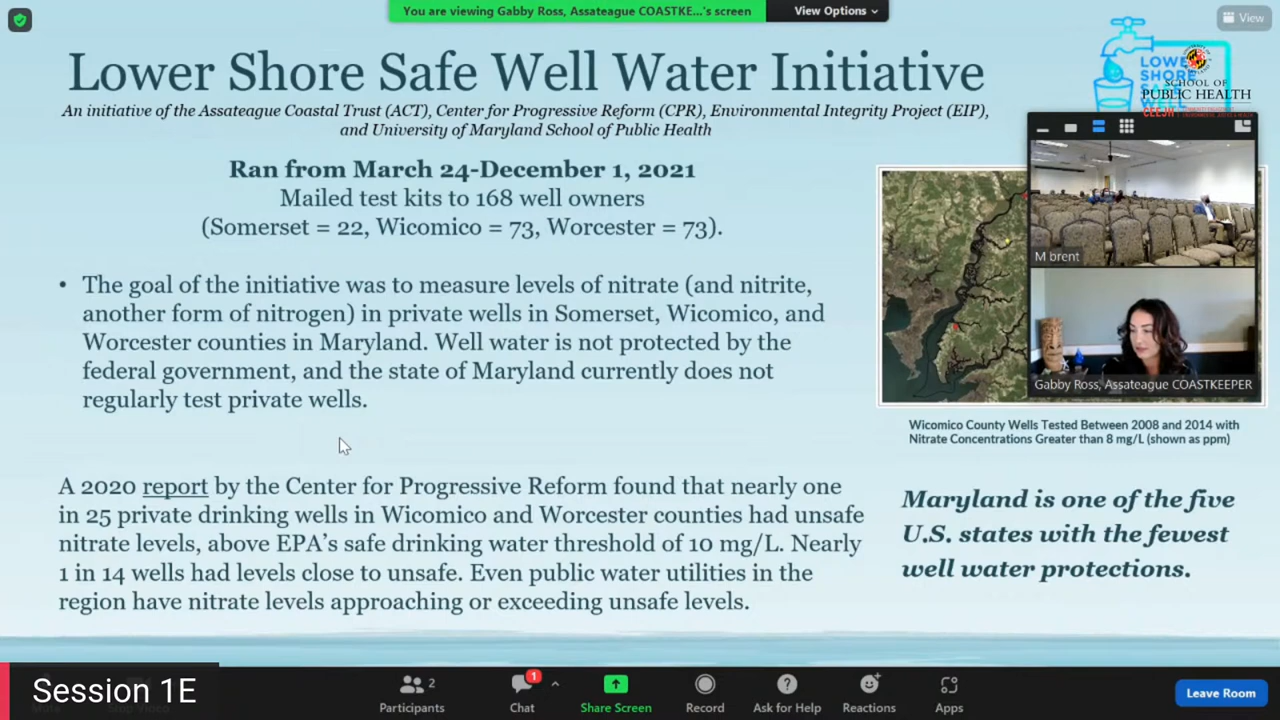 You are viewing Gabby Ross, Assateague COASTKE...'s screen
View Options
View
Lower Shore Safe Well Water Initiative
An initiative of the Assateague Coastal Trust (ACT), Center for Progressive Reform (CPR), Environmental Integrity Project (EIP),
and University of Maryland School of Public Health
LOWE
SHORE
SAFE
WELL
SCHOOL OF
PUBLIC HEALTH
CEEJH
Ran from March 24-December 1, 2021
Mailed test kits to 168 well owners
(Somerset = 22, Wicomico = 73, Worcester = 73).
• The goal of the initiative was to measure levels of nitrate (and nitrite,
another form of nitrogen) in private wells in Somerset, Wicomico, and
Worcester counties in Maryland. Well water is not protected by the
federal government, and the state of Maryland currently does not
regularly test private wells.
A 2020 report by the Center for Progressive Reform found that nearly one
in 25 private drinking wells in Wicomico and Worcester counties had unsafe
nitrate levels, above EPA's safe drinking water threshold of 10 mg/L. Nearly
1 in 14 wells had levels close to unsafe. Even public water utilities in the
region have nitrate levels approaching or exceeding unsafe levels.
M brent
Gabby Ross, Assateague COASTKEEPER
Wicomico County Wells Tested Between 2008 and 2014 with
Nitrate Concentrations Greater than 8 mg/L (shown as ppm)
Maryland is one of the five
U.S. states with the fewest
well water protections.
Session 1E
2
Participants
1
Chat
Share Screen
Record
Ask for Help
Reactions
Apps
Leave Room